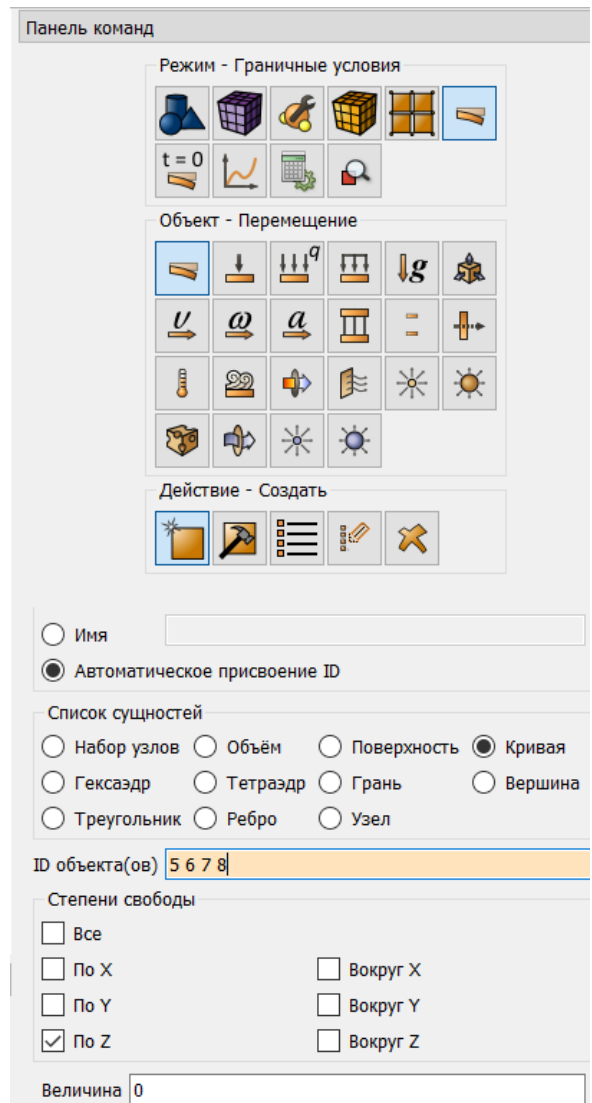 Панель команд
Режим - Граничные условия
t = 0
Объект - Перемещение
q
g
v ω a
Действие - Создать
Имя
Автоматическое присвоение ID
Список сущностей
Набор узлов Объём Поверхность Кривая
Гексаэдр Тетраэдр Грань Вершина
Треугольник Ребро Узел
ID объекта(ов) 5 6 7 8
Степени свободы
Все
По X Вокруг X
По Y Вокруг Y
По Z Вокруг Z
Величина 0